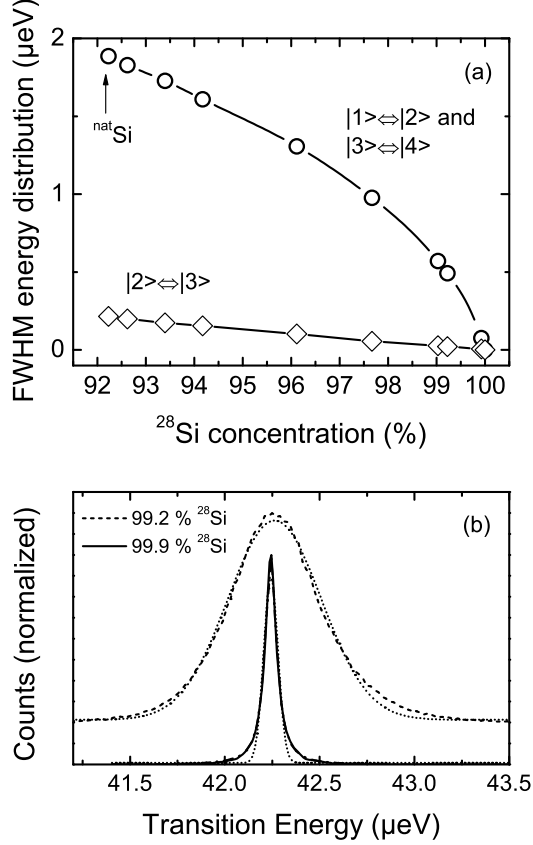 FWHM energy distribution (µeV)
2
1
0
(a)
|1>⇔|2> and
|3>⇔|4>
natSi
|2>⇔|3>
92 93 94 95 96 97 98 99 100
28Si concentration (%)
Counts (normalized)
99.2 % 28Si
99.9 % 28Si
(b)
41.5 42.0 42.5 43.0 43.5
Transition Energy (µeV)